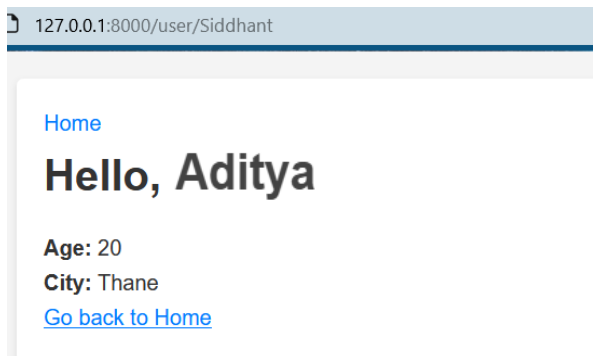 127.0.0.1:8000/user/Siddhant
Home
Hello, Aditya
Age: 20
City: Thane
Go back to Home